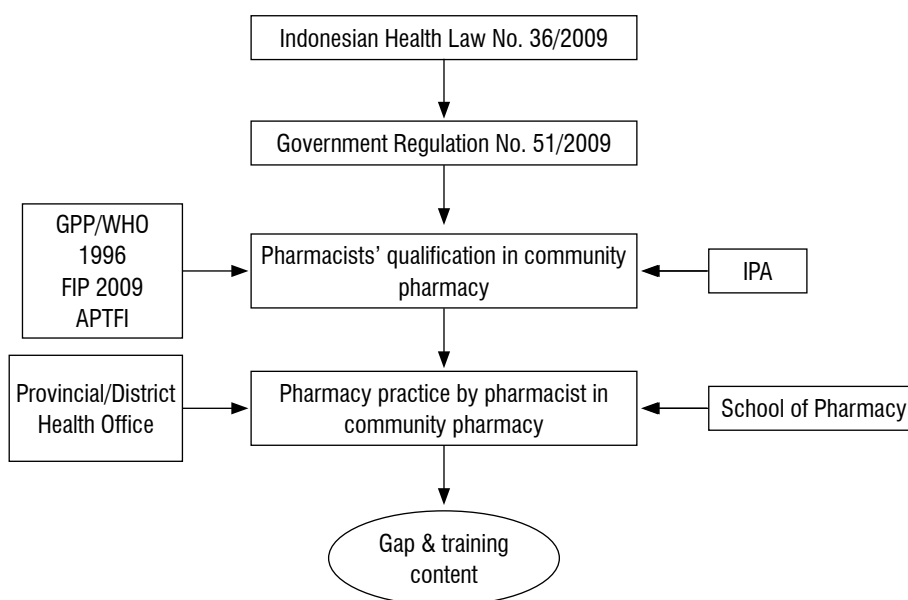 Indonesian Health Law No. 36/2009
Government Regulation No. 51/2009
GPP/WHO
1996
FIP 2009
APTFI
Pharmacists’ qualification in community
pharmacy
IPA
Provincial/District
Health Office
Pharmacy practice by pharmacist in
community pharmacy
School of Pharmacy
Gap & training
content